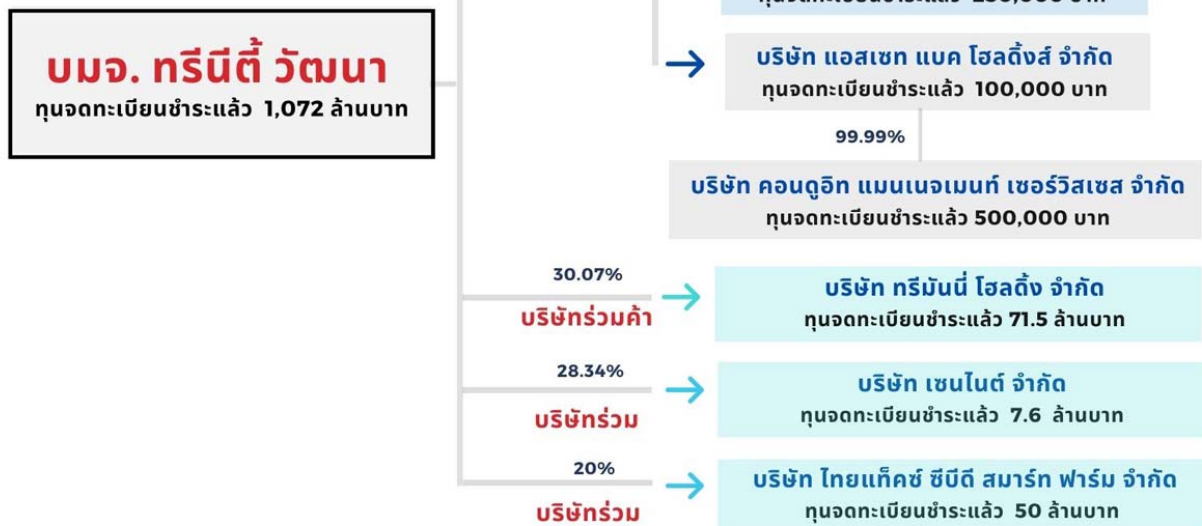 บมจ. ทรีนีตี้ วัฒนา
ทุนจดทะเบียนชำระแล้ว 1,072 ล้านบาท
บริษัท แอสเซท แบค โฮลดิ้งส์ จำกัด
ทุนจดทะเบียนชำระแล้ว 100,000 บาท
99.99%
บริษัท คอนดูอิท แมนเนจเมนท์ เซอร์วิสเซส จำกัด
ทุนจดทะเบียนชำระแล้ว 500,000 บาท
30.07%
บริษัทร่วมค้า
บริษัท ทรีมันนี่ โฮลดิ้ง จำกัด
ทุนจดทะเบียนชำระแล้ว 71.5 ล้านบาท
28.34%
บริษัทร่วม
บริษัท เซนไนต์ จำกัด
ทุนจดทะเบียนชำระแล้ว 7.6 ล้านบาท
20%
บริษัทร่วม
บริษัท ไทยแท็คซ์ ซีบีดี สมาร์ท ฟาร์ม จำกัด
ทุนจดทะเบียนชำระแล้ว 50 ล้านบาท